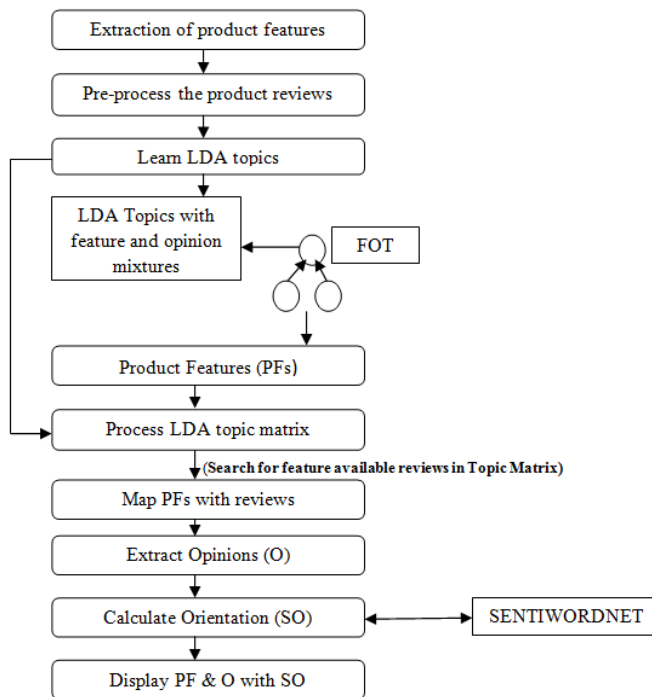 Extraction of product features
Pre-process the product reviews
Learn LDA topics
LDA Topics with
feature and opinion
mixtures
FOT
Product Features (PFs)
Process LDA topic matrix
(Search for feature available reviews in Topic Matrix)
Map PFs with reviews
Extract Opinions (O)
Calculate Orientation (SO)
SENTIWORDNET
Display PF & O with SO